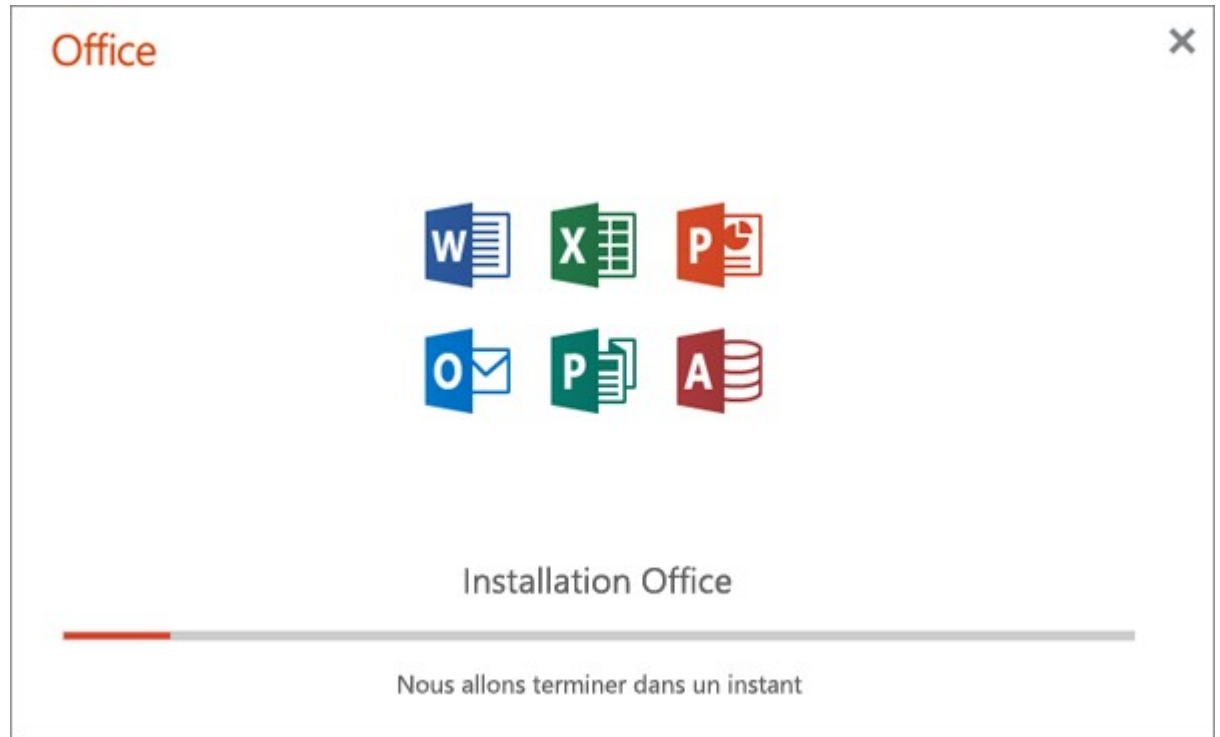 Office
W X P
O P A
Installation Office
Nous allons terminer dans un instant